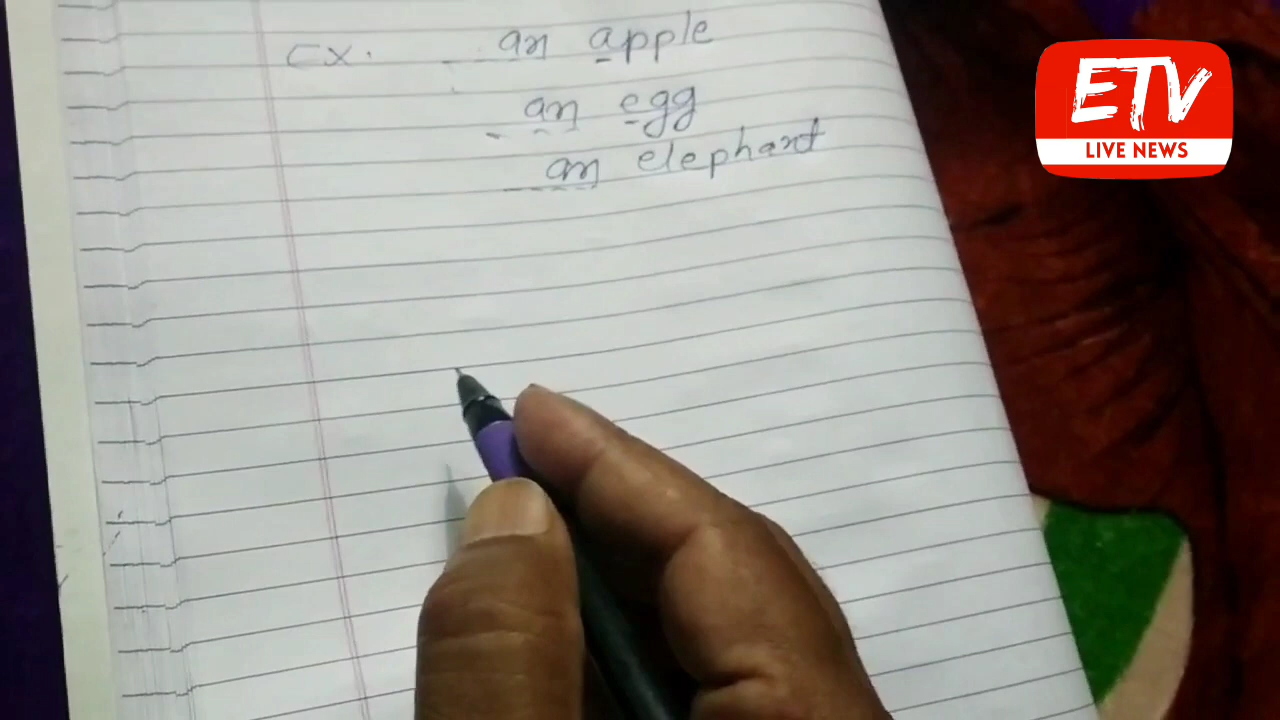 Ex. an apple
an egg
an elephant
ETV
LIVE NEWS